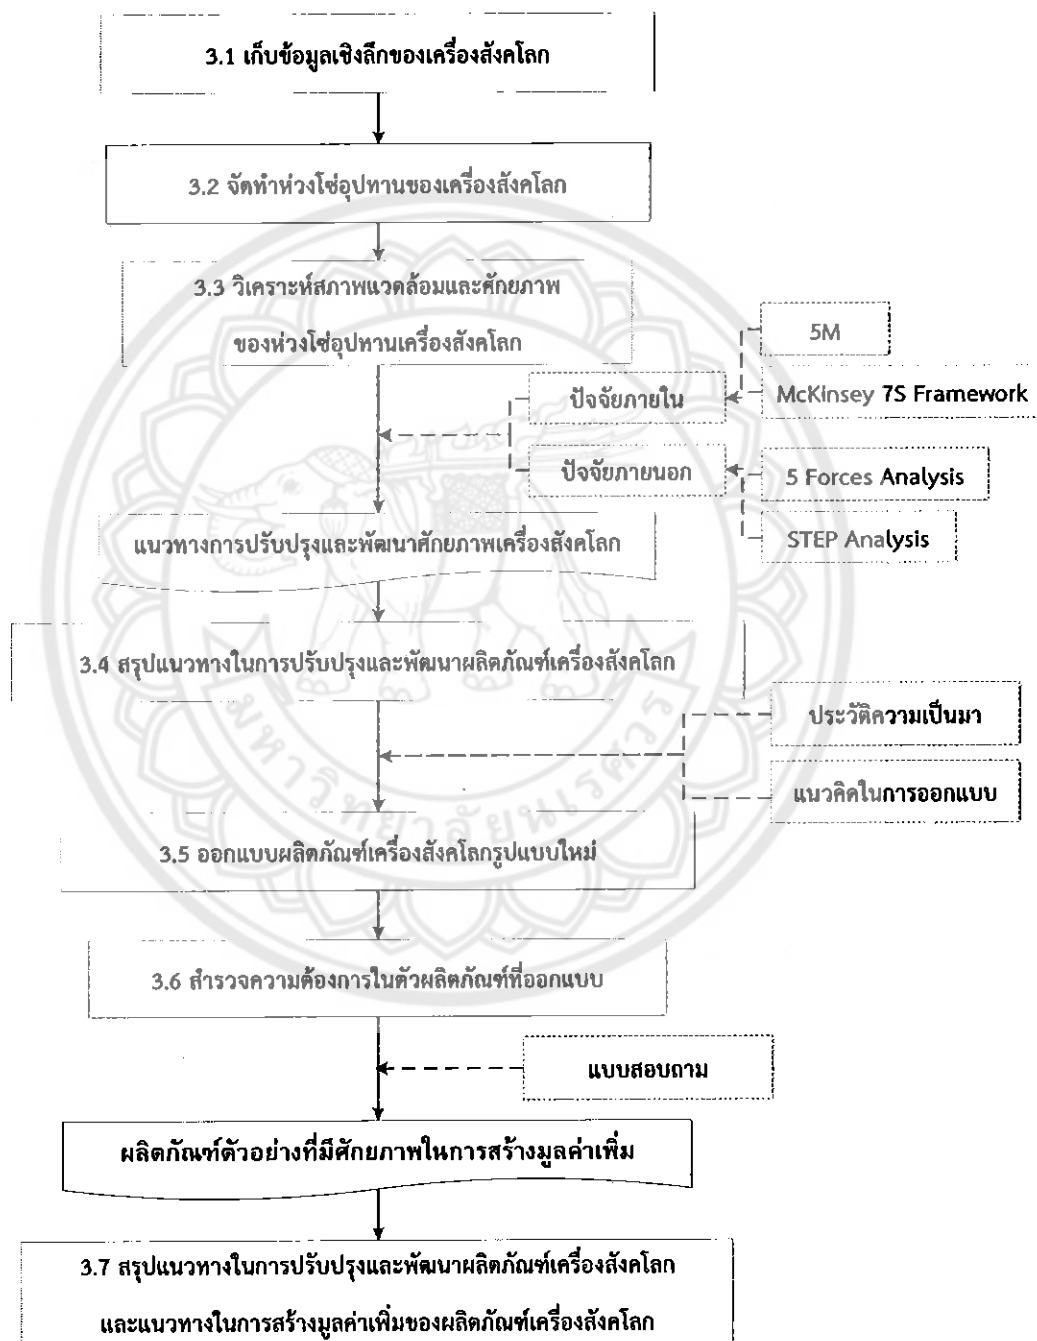 3.1 เก็บข้อมูลเชิงลึกของเครื่องสังคโลก
3.2 จัดทำห่วงโซ่อุปทานของเครื่องสังคโลก
3.3 วิเคราะห์สภาพแวดล้อมและศักยภาพ
ของห่วงโซ่อุปทานเครื่องสังคโลก
5M
ปัจจัยภายใน
McKinsey 7S Framework
ปัจจัยภายนอก
5 Forces Analysis
STEP Analysis
แนวทางการปรับปรุงและพัฒนาศักยภาพเครื่องสังคโลก
3.4 สรุปแนวทางในการปรับปรุงและพัฒนาผลิตภัณฑ์เครื่องสังคโลก
ประวัติความเป็นมา
แนวคิดในการออกแบบ
มหาวิทยาลัยนเรศวร
3.5 ออกแบบผลิตภัณฑ์เครื่องสังคโลกรูปแบบใหม่
3.6 สำรวจความต้องการในตัวผลิตภัณฑ์ที่ออกแบบ
แบบสอบถาม
ผลิตภัณฑ์ตัวอย่างที่มีศักยภาพในการสร้างมูลค่าเพิ่ม
3.7 สรุปแนวทางในการปรับปรุงและพัฒนาผลิตภัณฑ์เครื่องสังคโลก
และแนวทางในการสร้างมูลค่าเพิ่มของผลิตภัณฑ์เครื่องสังคโลก